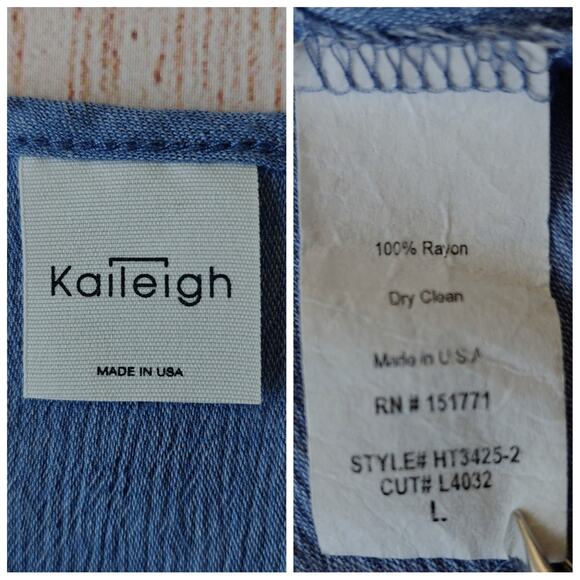 Kaileigh
MADE IN USA
100% Rayon
Dry Clean
Made in U S A
RN # 151771
STYLE# HT3425-2
CUT# L4032
L.